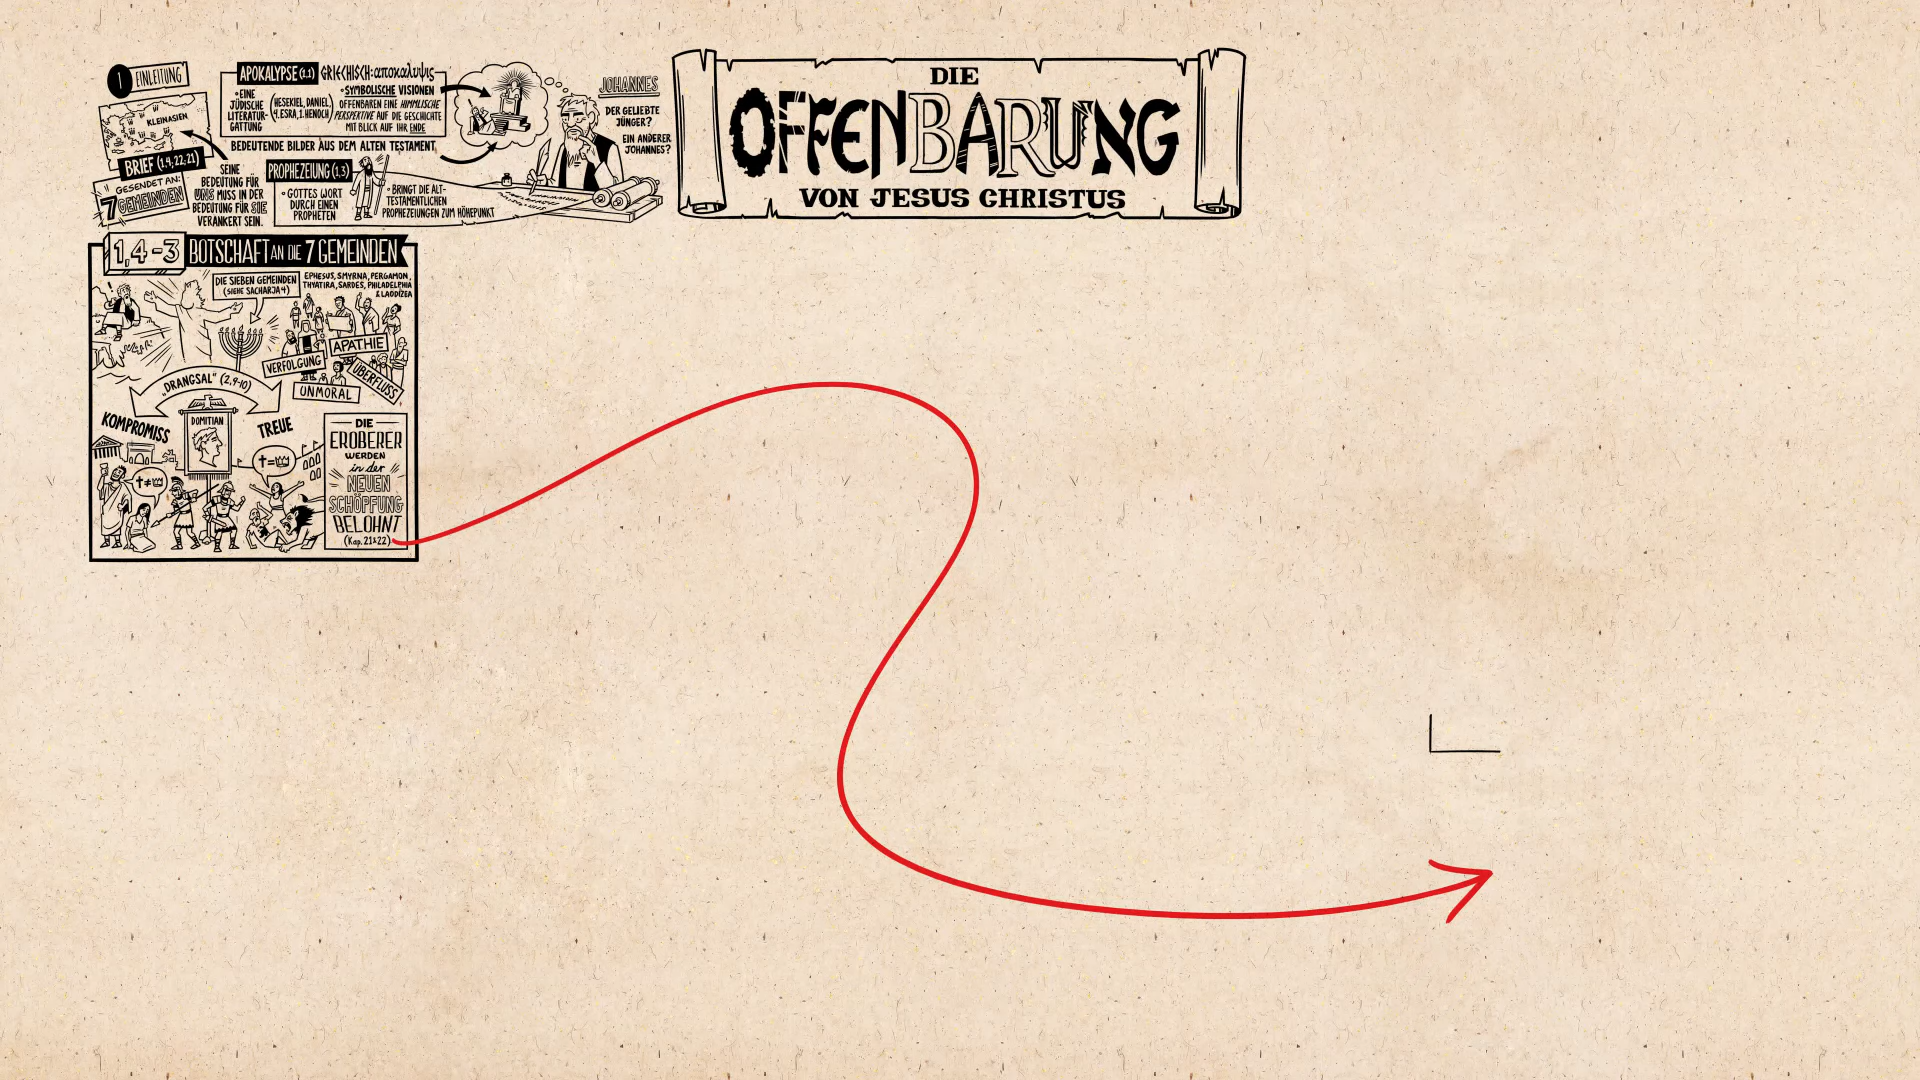 1 EINLEITUNG
KLEINASIEN
BRIEF (1,4; 22,21)
GESENDET AN:
7 GEMEINDEN
APOKALYPSE (1,1) GRIECHISCH: αποκαλυψις
• EINE
JÜDISCHE
LITERATUR-
GATTUNG
(HESEKIEL, DANIEL,
4. ESRA, 1. HENOCH)
• SYMBOLISCHE VISIONEN
OFFENBAREN EINE HIMMLISCHE
PERSPEKTIVE AUF DIE GESCHICHTE
MIT BLICK AUF IHR ENDE
BEDEUTENDE BILDER AUS DEM ALTEN TESTAMENT
SEINE
BEDEUTUNG FÜR
UNS MUSS IN DER
BEDEUTUNG FÜR SIE
VERANKERT SEIN.
PROPHEZEIUNG (1,3)
• GOTTES WORT
DURCH EINEN
PROPHETEN
• BRINGT DIE ALT-
TESTAMENTLICHEN
PROPHEZEIUNGEN ZUM HÖHEPUNKT
JOHANNES
DER GELIEBTE
JÜNGER?
EIN ANDERER
JOHANNES?
DIE
OFFENBARUNG
VON JESUS CHRISTUS
1,4-3 BOTSCHAFT AN DIE 7 GEMEINDEN
DIE SIEBEN GEMEINDEN
(SIEHE SACHARJA 4)
EPHESUS, SMYRNA, PERGAMON,
THYATIRA, SARDES, PHILADELPHIA
& LAODIZEA
VERFOLGUNG
APATHIE
ÜBERFLUSS
UNMORAL
„DRANGSAL“ (2,9-10)
KOMPROMISS
DOMITIAN
TREUE
DIE
EROBERER
WERDEN
in der
NEUEN
SCHÖPFUNG
BELOHNT
(Kap. 21&22)